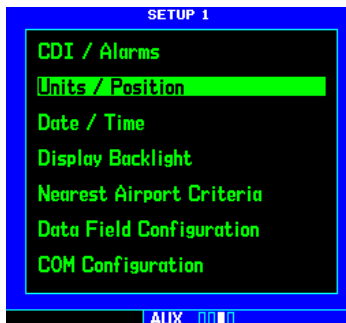 SETUP 1
CDI / Alarms
Units / Position
Date / Time
Display Backlight
Nearest Airport Criteria
Data Field Configuration
COM Configuration
AUX